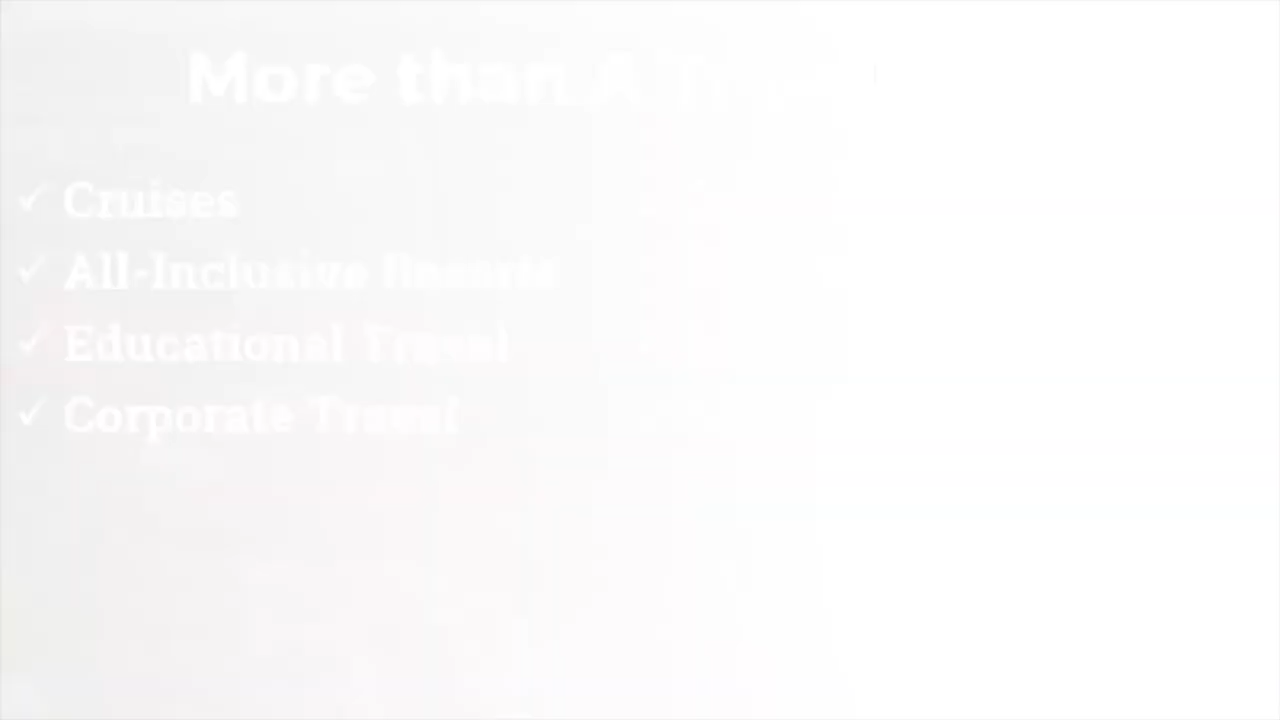 More than A
Cruises
All-Inclusive Resorts
Educational Travel
Corporate Travel